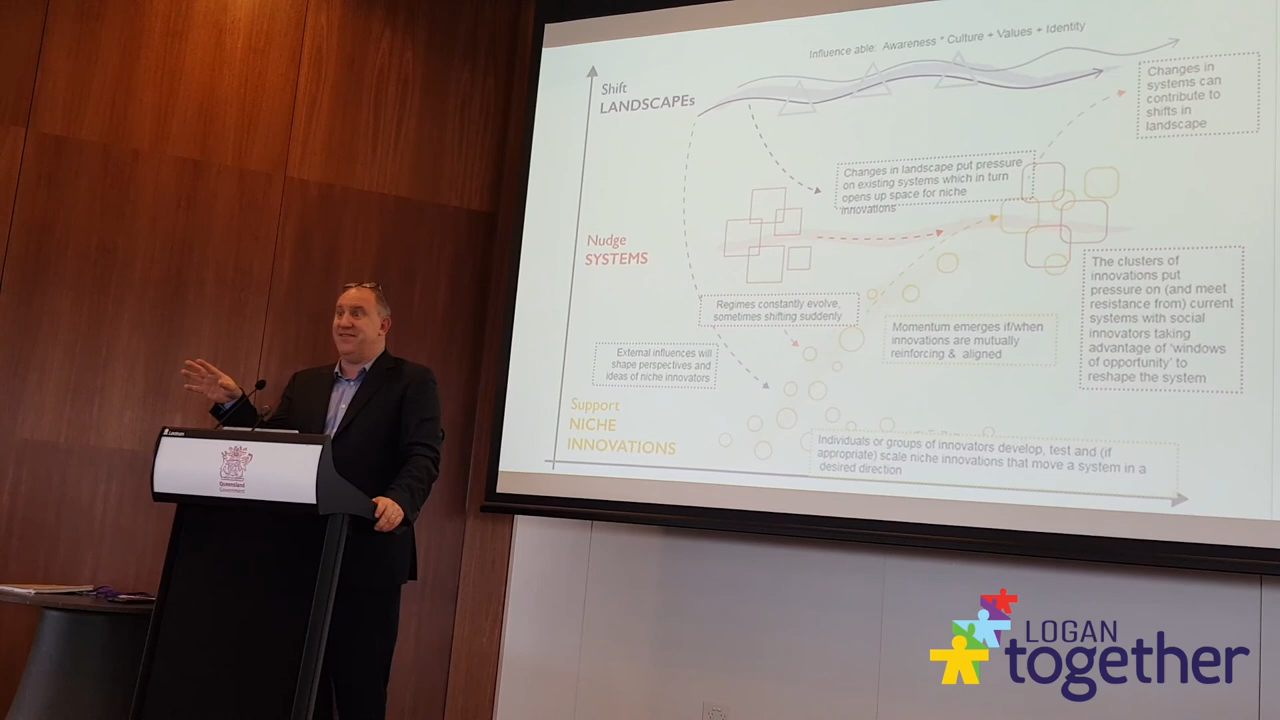 Influence able: Awareness * Culture + Values + Identity
Shift
LANDSCAPEs
Changes in
systems can
contribute to
shifts in
landscape
Changes in landscape put pressure
on existing systems which in turn
opens up space for niche
innovations
Nudge
SYSTEMS
The clusters of
innovations put
pressure on (and meet
resistance from) current
systems with social
innovators taking
advantage of 'windows
of opportunity' to
reshape the system
Regimes constantly evolve,
sometimes shifting suddenly
Momentum emerges if/when
innovations are mutually
reinforcing & aligned
External influences will
shape perspectives and
ideas of niche innovators
Support
NICHE
INNOVATIONS
Individuals or groups of innovators develop, test and (if
appropriate) scale niche innovations that move a system in a
desired direction
Lectrum
Queensland
Government
LOGAN
together